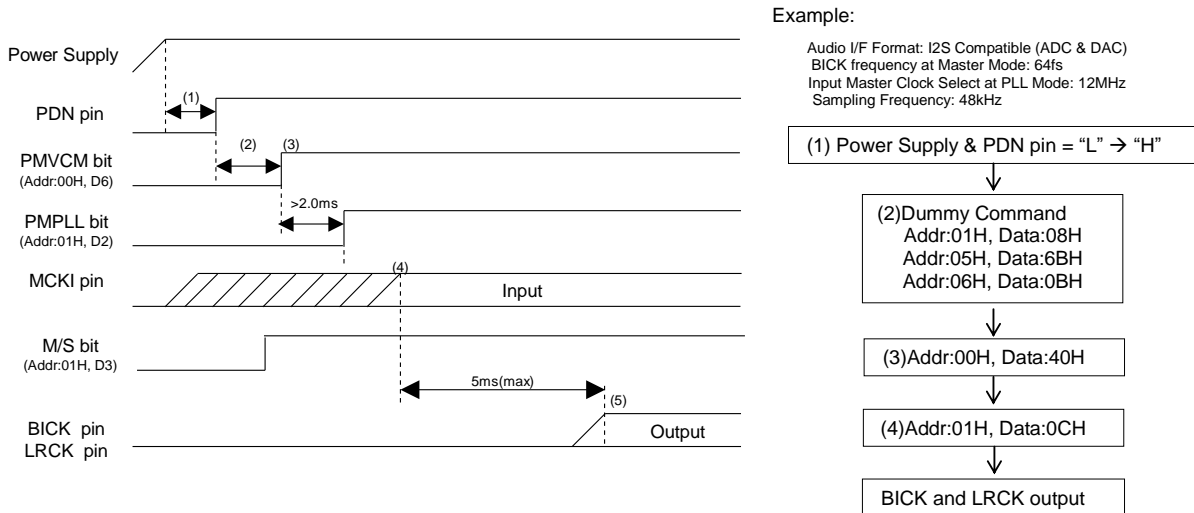 Power Supply
(1)
PDN pin
(2)
(3)
PMVCM bit
(Addr:00H, D6)
>2.0ms
PMPLL bit
(Addr:01H, D2)
(4)
MCKI pin
Input
M/S bit
(Addr:01H, D3)
5ms(max)
(5)
BICK pin
LRCK pin
Output
Example:
Audio I/F Format: I2S Compatible (ADC & DAC)
BICK frequency at Master Mode: 64fs
Input Master Clock Select at PLL Mode: 12MHz
Sampling Frequency: 48kHz
(1) Power Supply & PDN pin = “L” → “H”
(2)Dummy Command
Addr:01H, Data:08H
Addr:05H, Data:6BH
Addr:06H, Data:0BH
(3)Addr:00H, Data:40H
(4)Addr:01H, Data:0CH
BICK and LRCK output